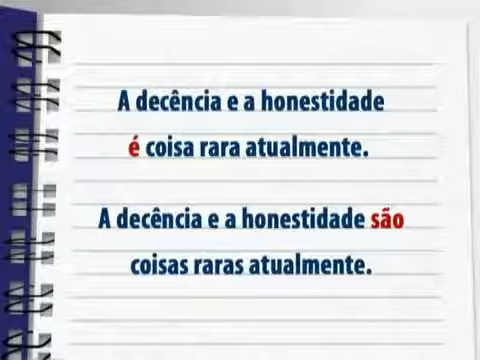 A decência e a honestidade
é coisa rara atualmente.
A decência e a honestidade são
coisas raras atualmente.